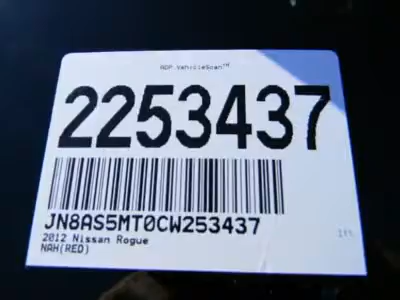 ADP VehicleScan™
2253437
JN8AS5MT0CW253437
2012 Nissan Rogue
NAH(RED)